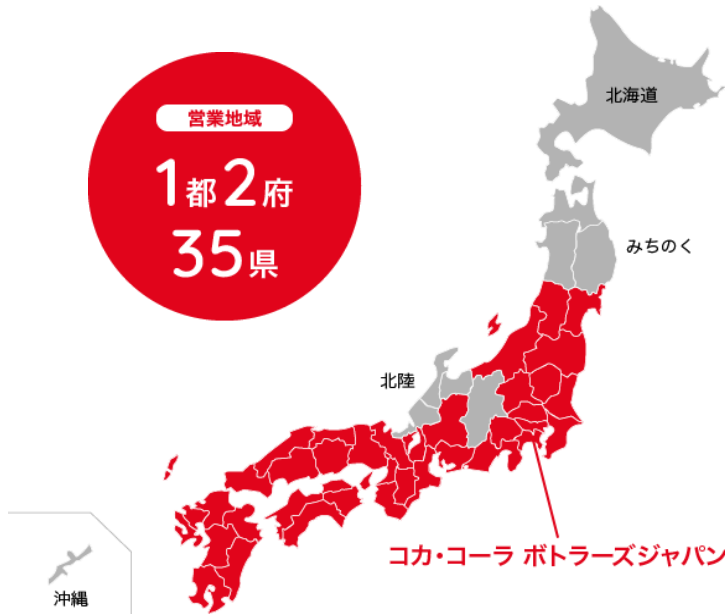 営業地域
1都2府
35県
北海道
みちのく
北陸
コカ・コーラ ボトラーズジャパン
沖縄